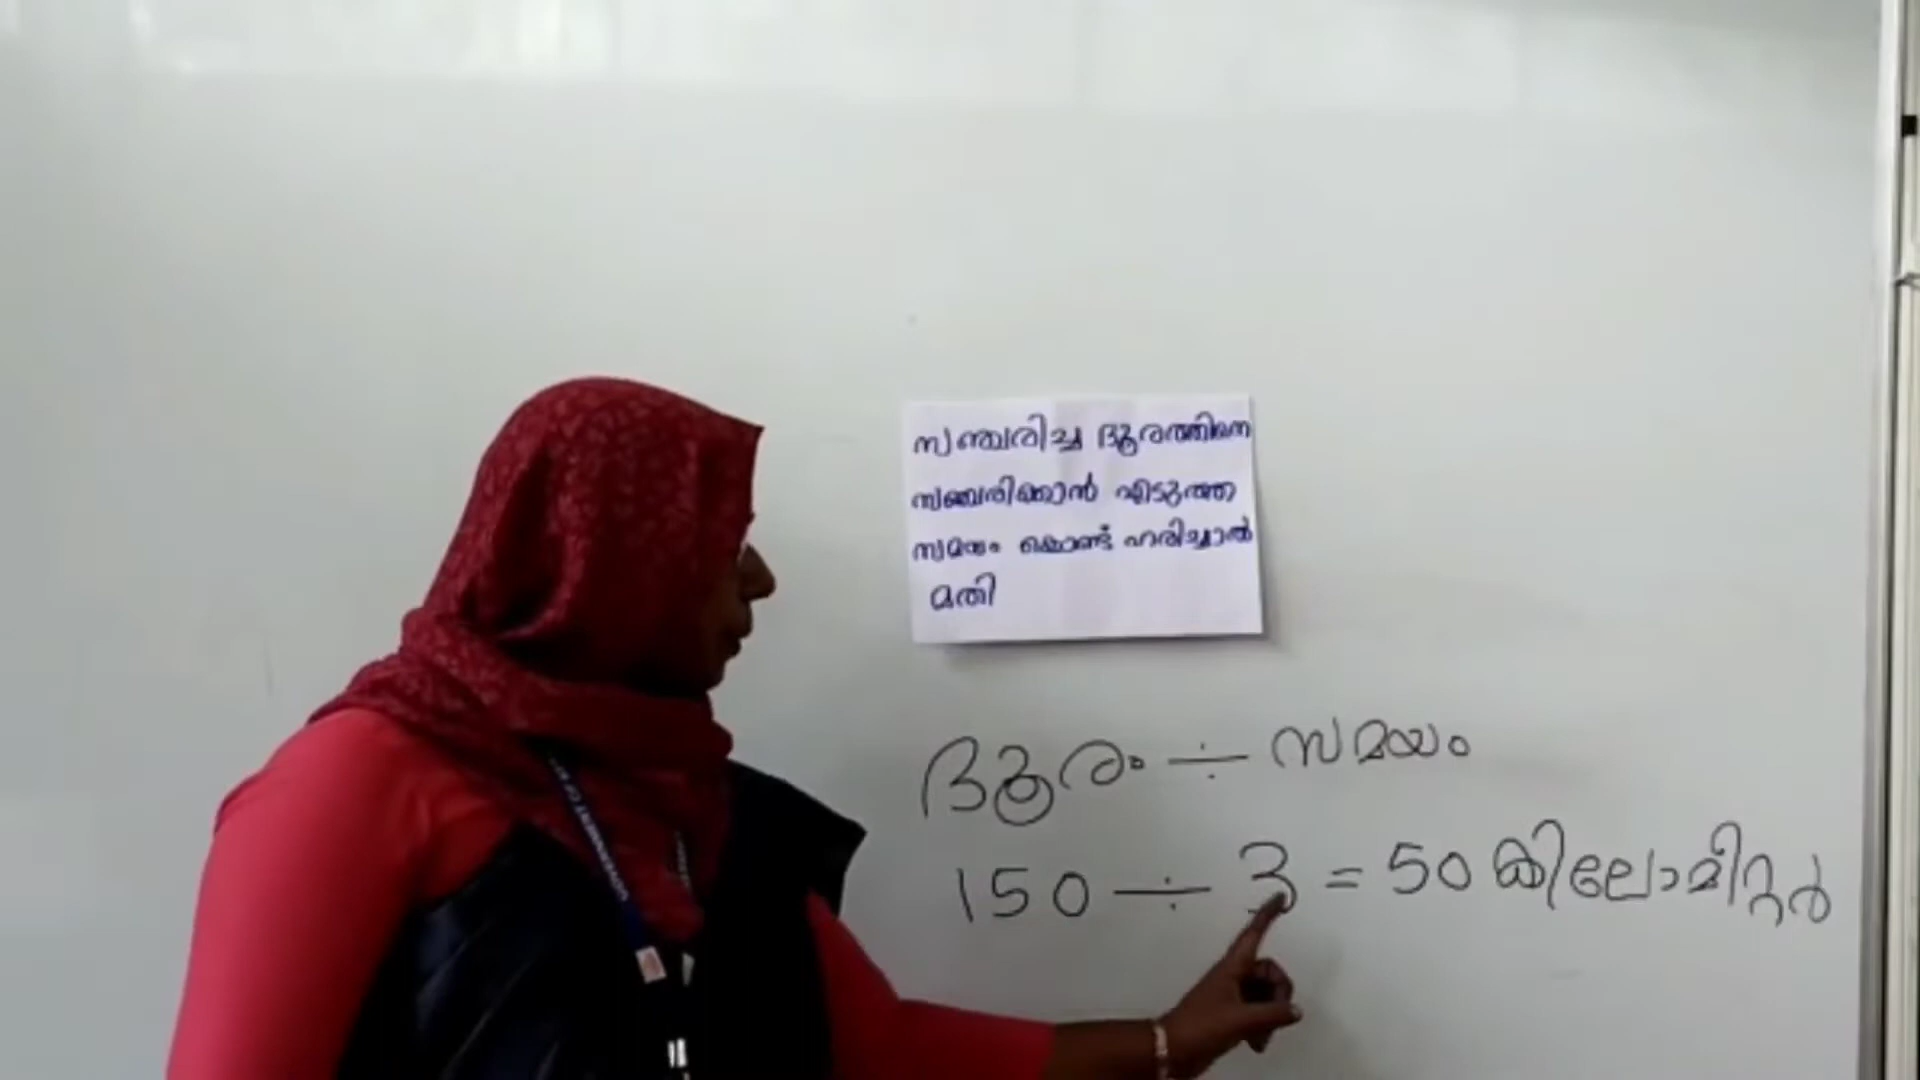 സഞ്ചരിച്ച ദൂരത്തിനെ
സഞ്ചരിക്കാൻ എടുത്ത
സമയം കൊണ്ട് ഹരിച്ചാൽ
മതി
ദൂരം ÷ സമയം
150 ÷ 3 = 50 കിലോമീറ്റർ